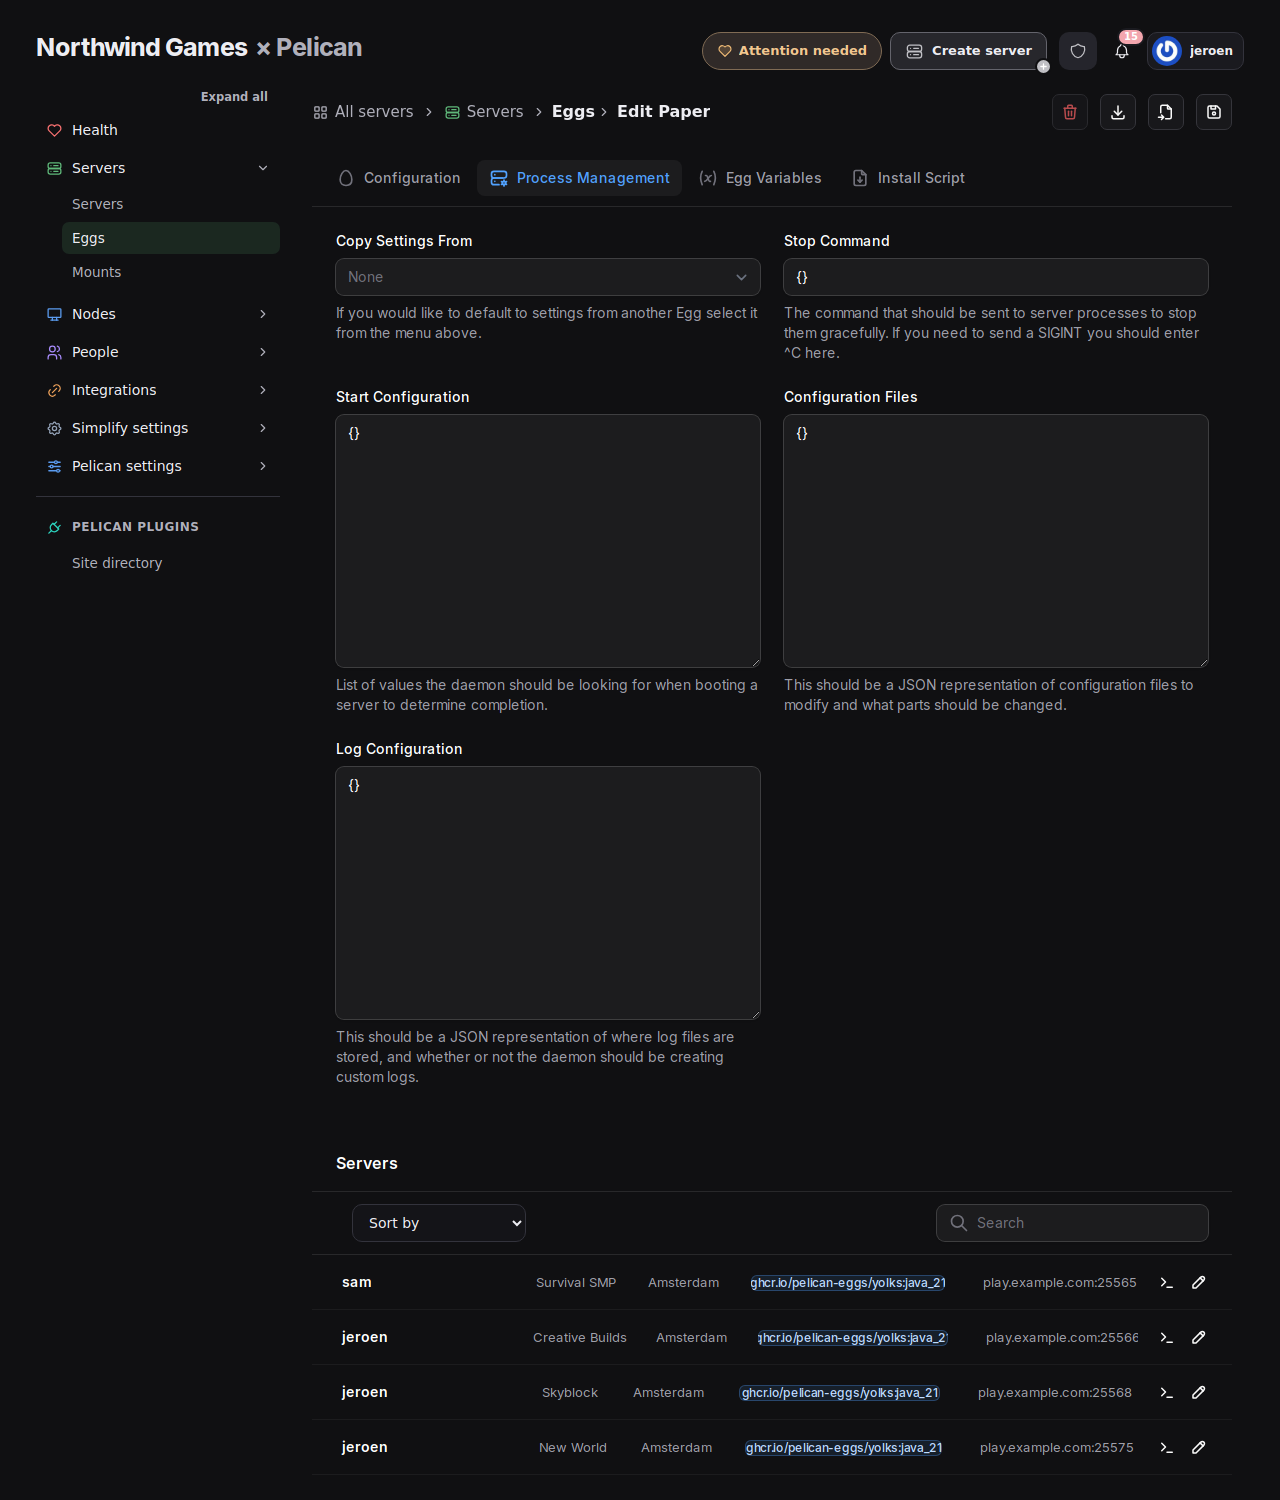 Northwind Games × Pelican
Attention needed
Create server
15
jeroen
Expand all
Health
Servers
Servers
Eggs
Mounts
Nodes
People
Integrations
Simplify settings
Pelican settings
PELICAN PLUGINS
Site directory
All servers > Servers > Eggs > Edit Paper
Configuration
Process Management
Egg Variables
Install Script
Copy Settings From
None
If you would like to default to settings from another Egg select it
from the menu above.
Stop Command
{}
The command that should be sent to server processes to stop
them gracefully. If you need to send a SIGINT you should enter
^C here.
Start Configuration
{}
List of values the daemon should be looking for when booting a
server to determine completion.
Configuration Files
{}
This should be a JSON representation of configuration files to
modify and what parts should be changed.
Log Configuration
{}
This should be a JSON representation of where log files are
stored, and whether or not the daemon should be creating
custom logs.
Servers
Sort by
Search
sam Survival SMP Amsterdam ghcr.io/pelican-eggs/yolks:java_21 play.example.com:25565
jeroen Creative Builds Amsterdam ghcr.io/pelican-eggs/yolks:java_21 play.example.com:25566
jeroen Skyblock Amsterdam ghcr.io/pelican-eggs/yolks:java_21 play.example.com:25568
jeroen New World Amsterdam ghcr.io/pelican-eggs/yolks:java_21 play.example.com:25575